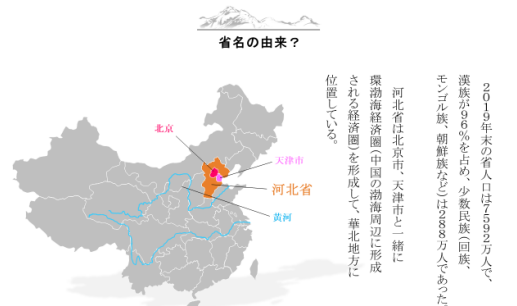 省名の由来？
2019年末の省人口は7592万人で、
漢族が96％を占め、少数民族（回族、
モンゴル族、朝鮮族など）は288万人であった。
河北省は北京市、天津市と一緒に
環渤海経済圏（中国の渤海周辺に形成
される経済圏）を形成して、華北地方に
位置している。
北京
天津市
河北省
黄河